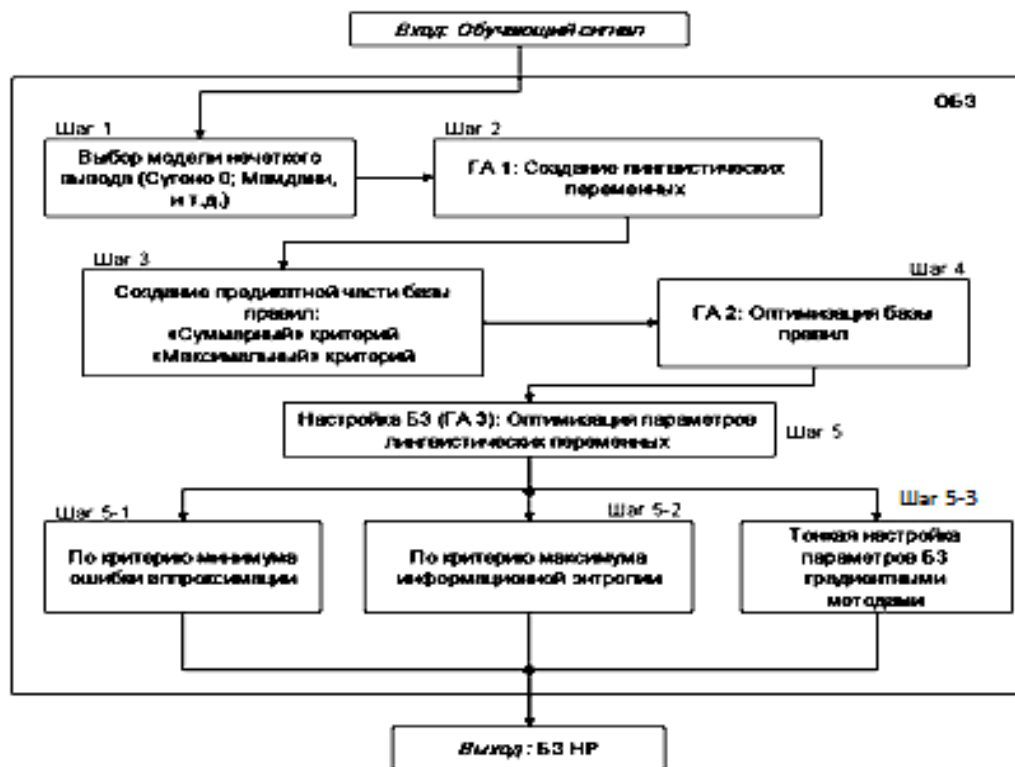 Вход: Обучающий сигнал
ОБЗ
Шаг 1
Выбор модели нечеткого
вывода (Сугено 0; Мамдани,
и т.д.)
Шаг 2
ГА 1: Создание лингвистических
переменных
Шаг 3
Создание предикатной части базы
правил:
«Суммарный» критерий
«Максимальный» критерий
Шаг 4
ГА 2: Оптимизация базы
правил
Настройка БЗ (ГА 3): Оптимизация параметров
лингвистических переменных
Шаг 5
Шаг 5-1
По критерию минимума
ошибки аппроксимации
Шаг 5-2
По критерию максимума
информационной энтропии
Шаг 5-3
Тонкая настройка
параметров БЗ
градиентными
методами
Выход: БЗ НР